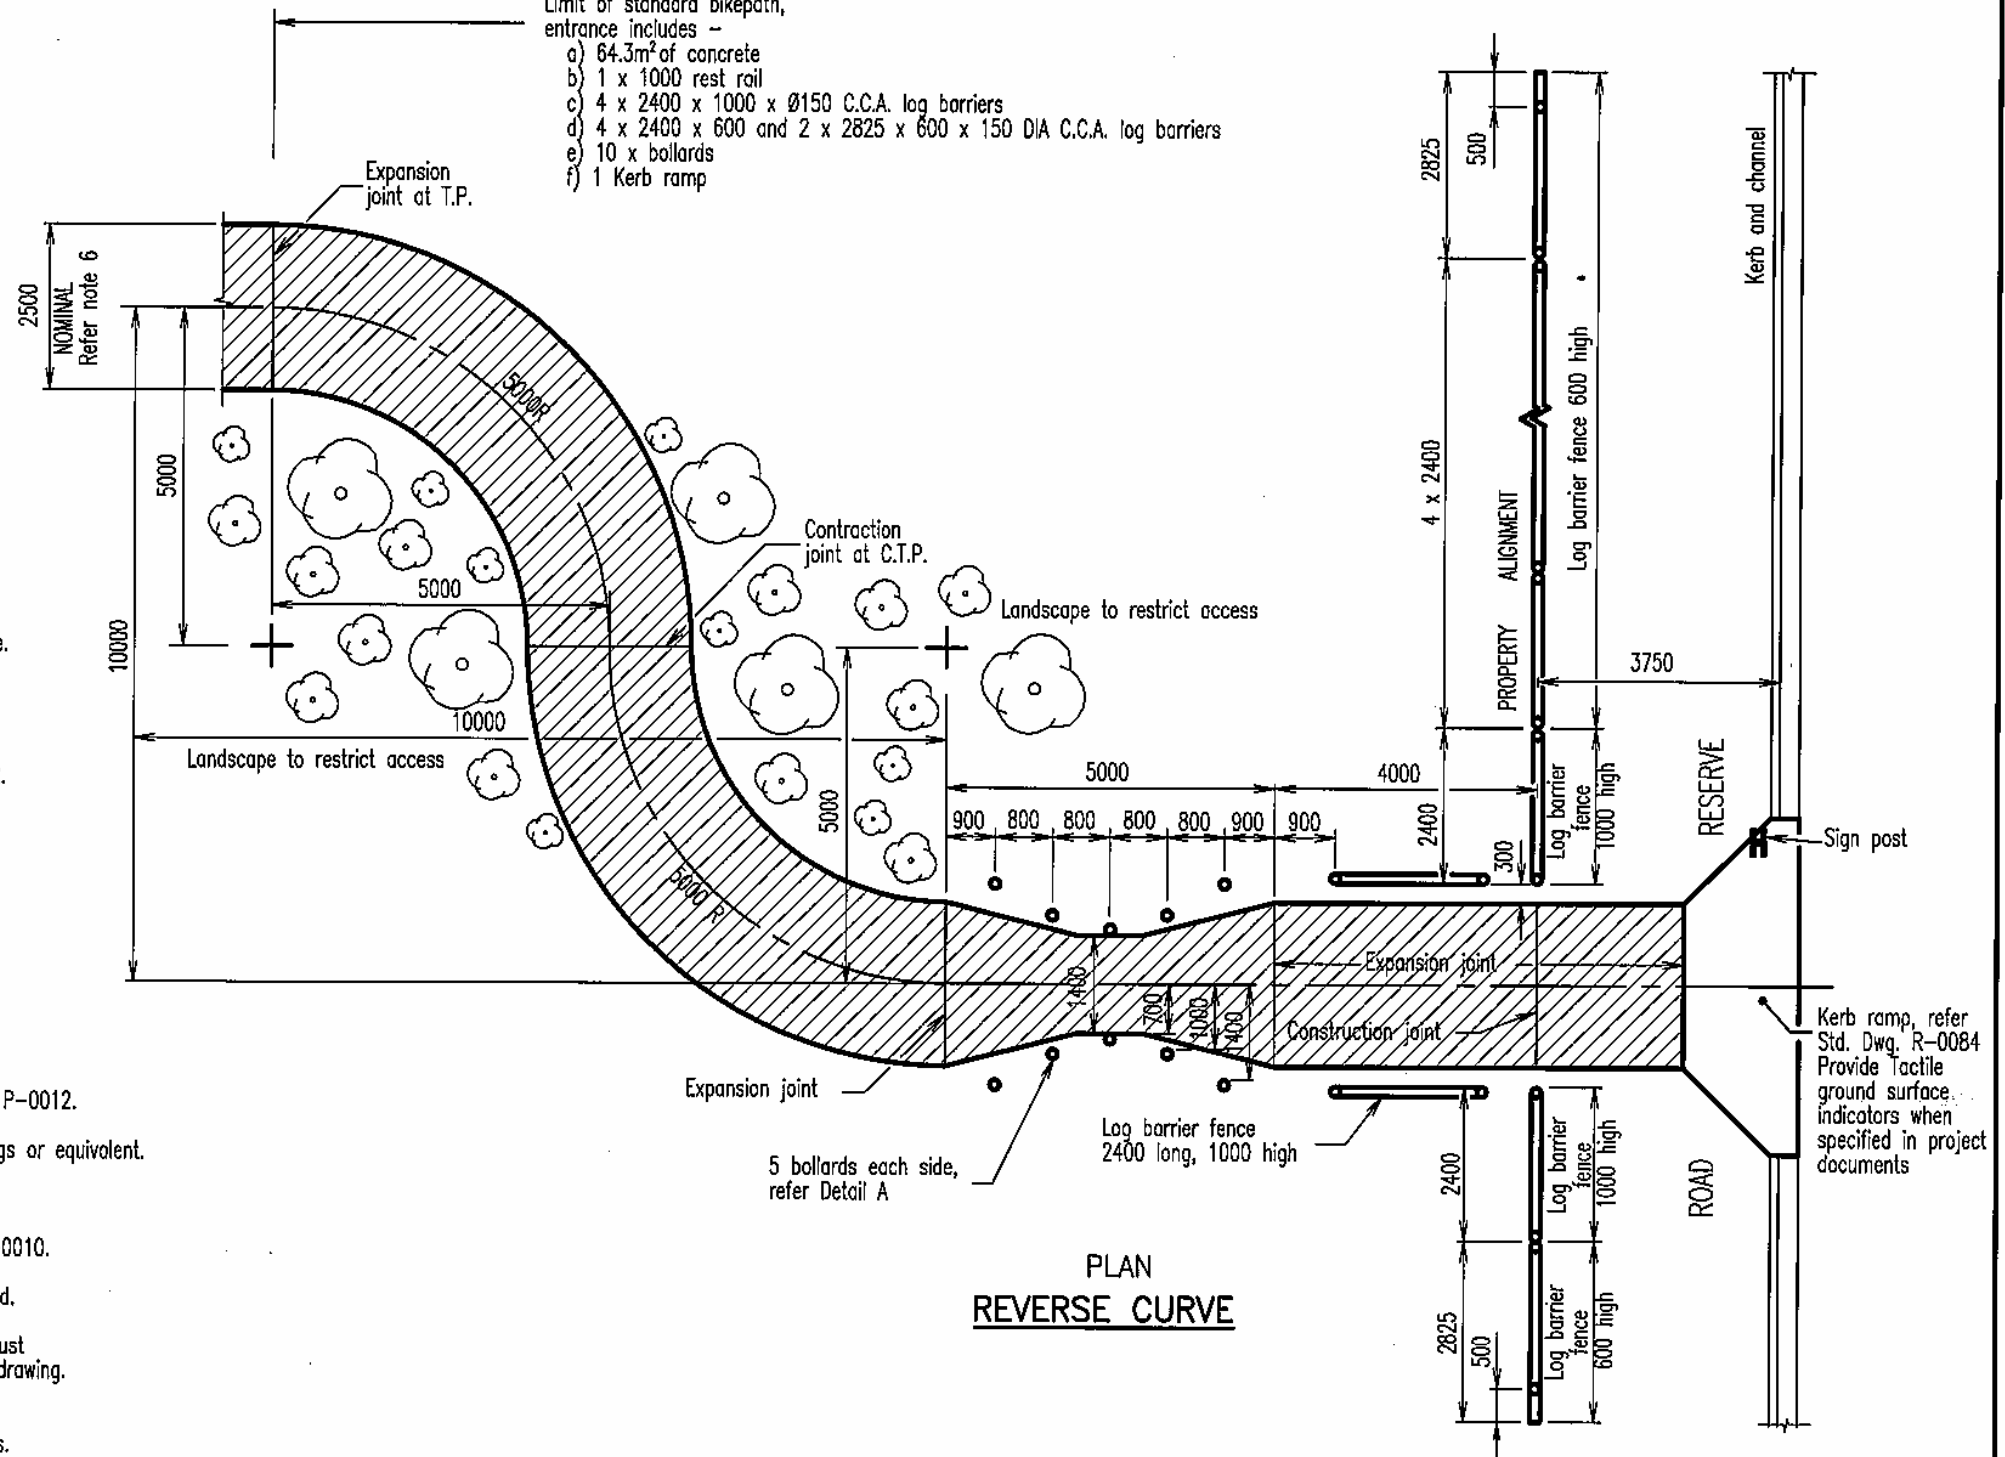 Limit of standard bikepath,
entrance includes –
a) 64.3m² of concrete
b) 1 x 1000 rest rail
c) 4 x 2400 x 1000 x Ø150 C.C.A. log barriers
d) 4 x 2400 x 600 and 2 x 2825 x 600 x 150 DIA C.C.A. log barriers
e) 10 x bollards
f) 1 Kerb ramp
Expansion
joint at T.P.
2500
NOMINAL
Refer note 6
5000
10000
5000R
5000
Contraction
joint at C.T.P.
Landscape to restrict access
10000
Landscape to restrict access
5000
5000 R
5000
4000
900
800
800
800
800
900
900
1400
700
1000
1400
Expansion joint
Construction joint
Expansion joint
5 bollards each side,
refer Detail A
Log barrier fence
2400 long, 1000 high
2825
500
4 x 2400
Log barrier fence 600 high
PROPERTY ALIGNMENT
Kerb and channel
3750
2400
300
Log barrier
fence
1000 high
RESERVE
Sign post
Kerb ramp, refer
Std. Dwg. R-0084
Provide Tactile
ground surface
indicators when
specified in project
documents
2400
Log barrier
fence
1000 high
ROAD
2825
500
Log barrier
fence
600 high
PLAN
REVERSE CURVE
e.
.
P-0012.
gs or equivalent.
0010.
d.
ust
drawing.
s.